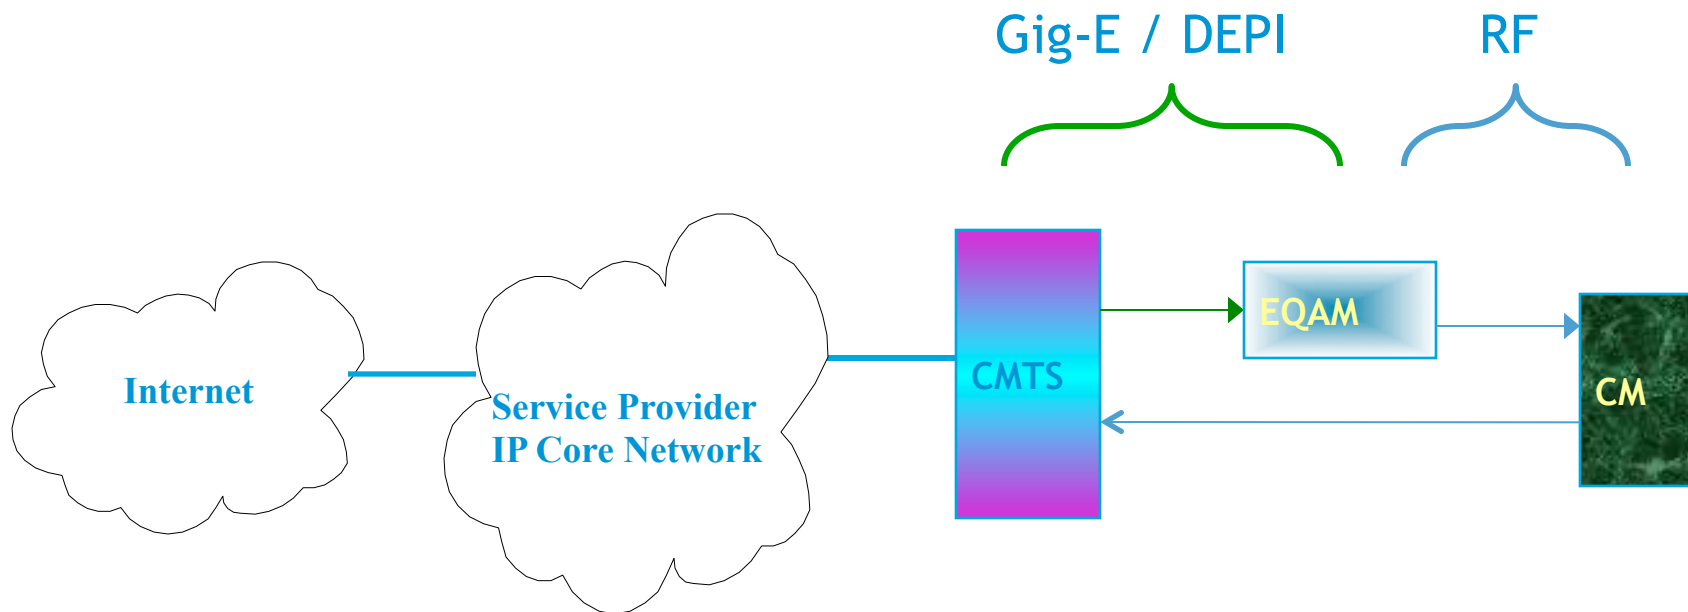 Gig-E / DEPI
RF
Internet
Service Provider
IP Core Network
CMTS
EQAM
CM